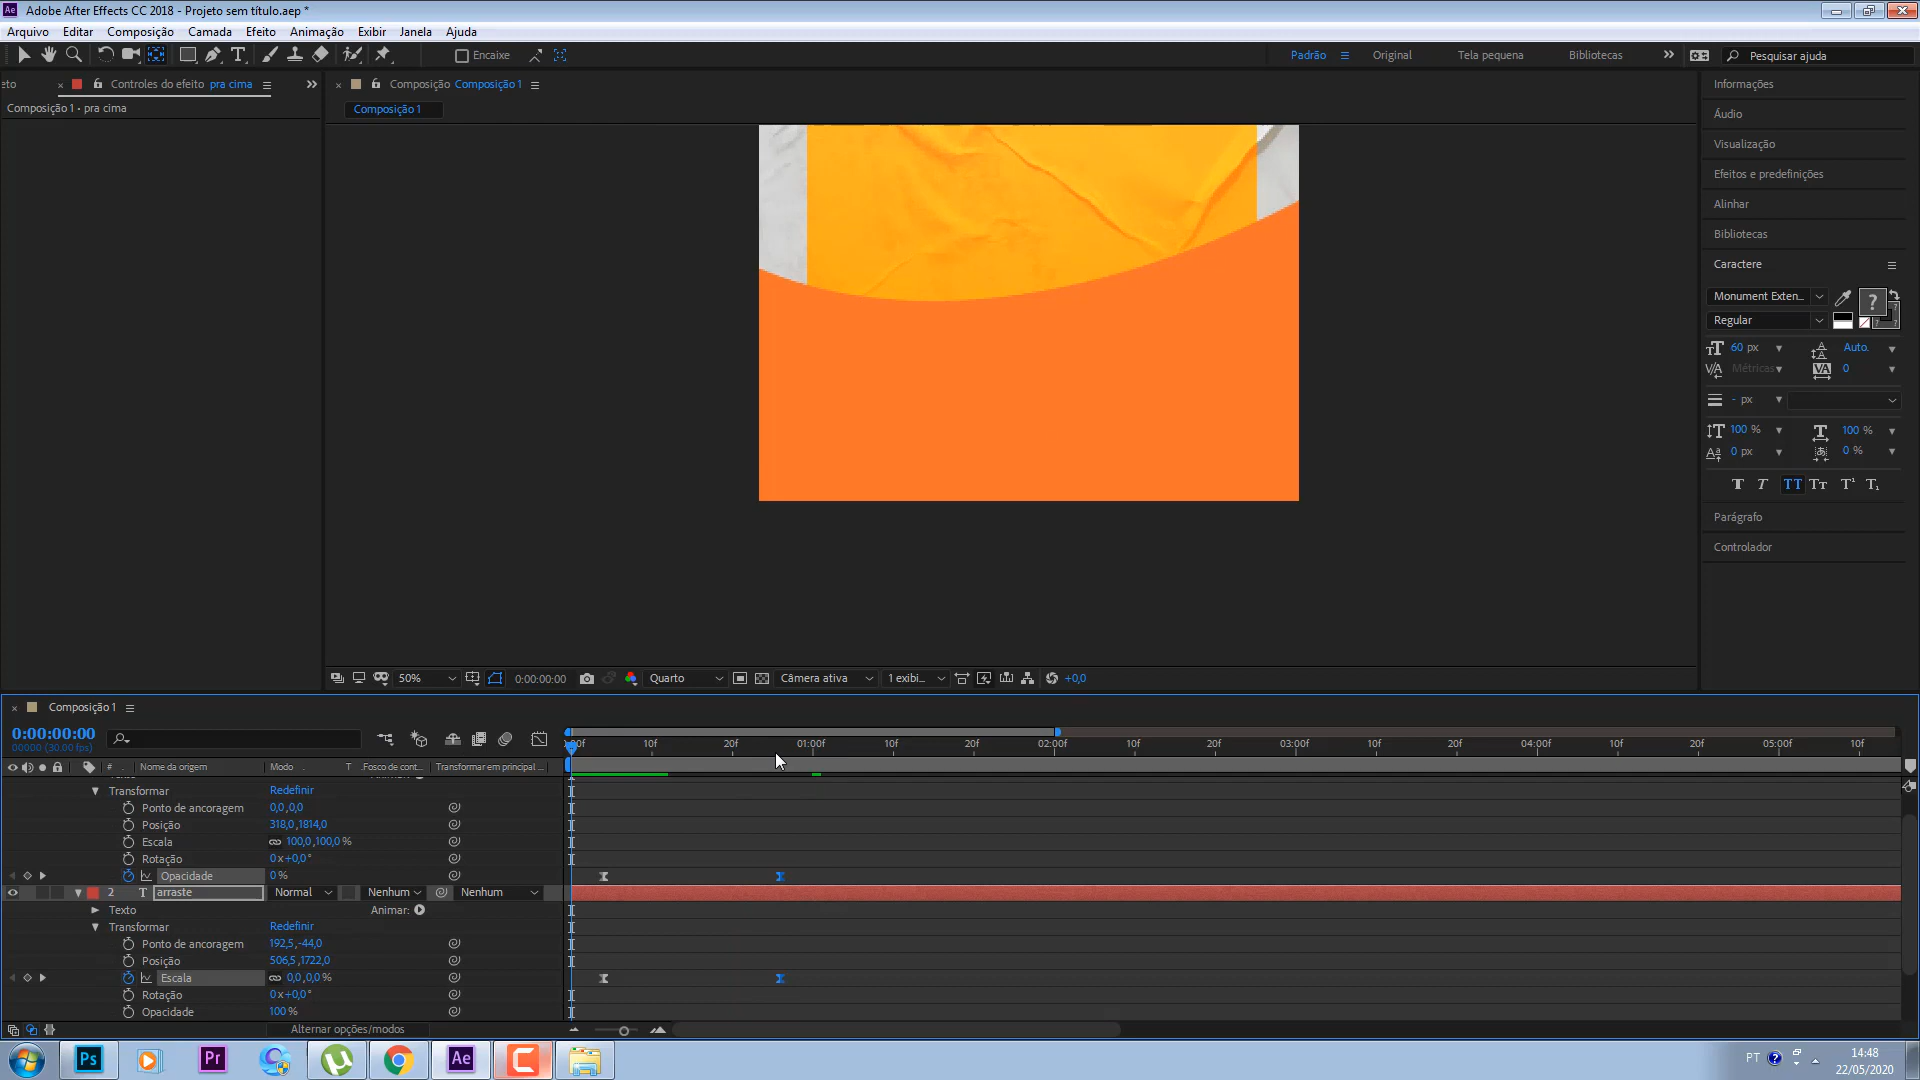 Adobe After Effects CC 2018 - Projeto sem título.aep *
Arquivo Editar Composição Camada Efeito Animação Exibir Janela Ajuda
Encaixe Padrão Original Tela pequena Bibliotecas Pesquisar ajuda
eto Controles do efeito pra cima
Composição Composição 1
Composição 1 • pra cima
Composição 1
Informações
Áudio
Visualização
Efeitos e predefinições
Alinhar
Bibliotecas
Caractere
Monument Exten...
Regular
60 px Auto.
Métricas 0
- px
100 % 100 %
0 px 0 %
Parágrafo
Controlador
50% 0:00:00:00 Quarto Câmera ativa 1 exibi... +0,0
Composição 1
0:00:00:00
00000 (30.00 fps)
:00f 10f 20f 01:00f 10f 20f 02:00f 10f 20f 03:00f 10f 20f 04:00f 10f 20f 05:00f 10f
# Nome da origem Modo T .Fosco de cont... Transformar em principal ...
Transformar Redefinir
Ponto de ancoragem 0,0,0,0
Posição 318,0,1814,0
Escala 100,0,100,0 %
Rotação 0x+0,0°
Opacidade 0 %
2 T arraste Normal Nenhum Nenhum
Texto Animar:
Transformar Redefinir
Ponto de ancoragem 192,5,-44,0
Posição 506,5,1722,0
Escala 0,0,0,0 %
Rotação 0x+0,0°
Opacidade 100 %
Alternar opções/modos
Ps Pr Ae PT 14:48
22/05/2020